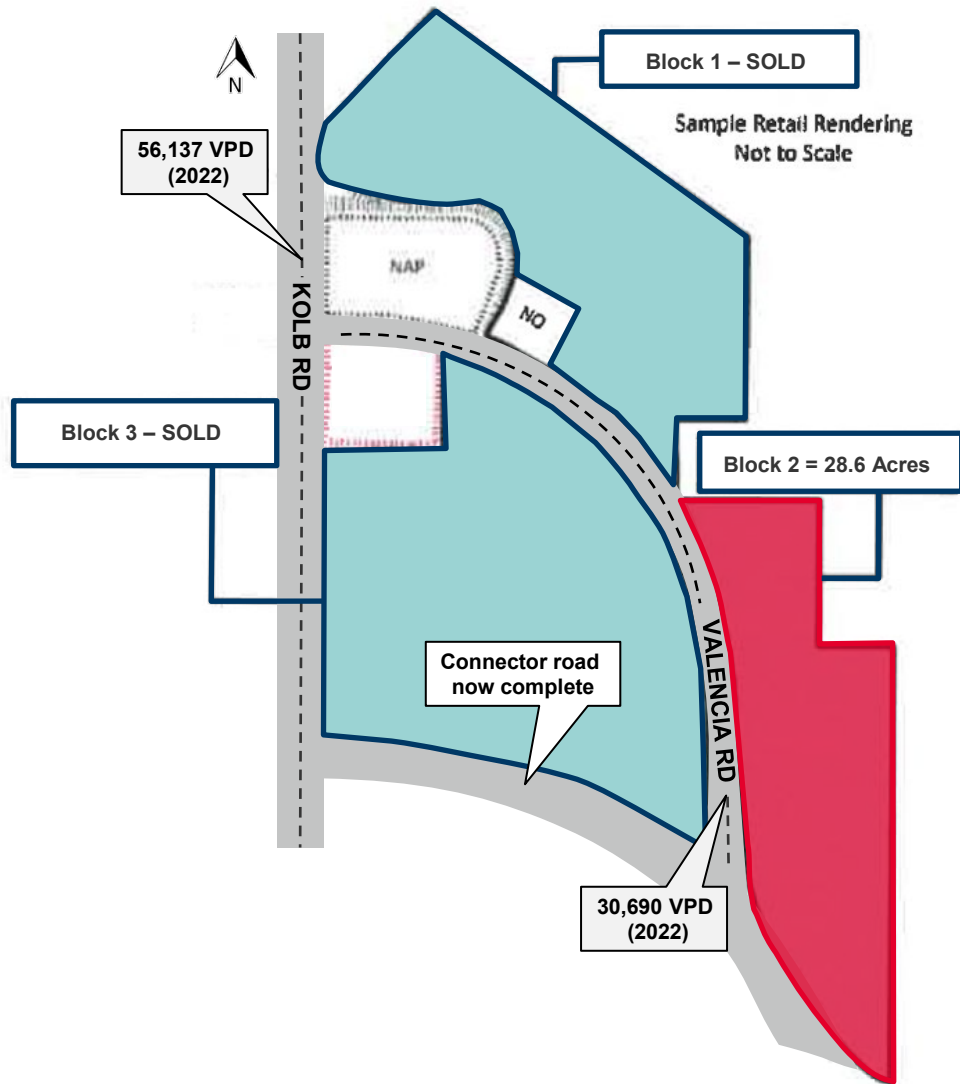 Block 1 – SOLD
N
Sample Retail Rendering
Not to Scale
56,137 VPD
(2022)
NAP
KOLB RD
NO
Block 3 – SOLD
Block 2 = 28.6 Acres
VALENCIA RD
Connector road
now complete
30,690 VPD
(2022)